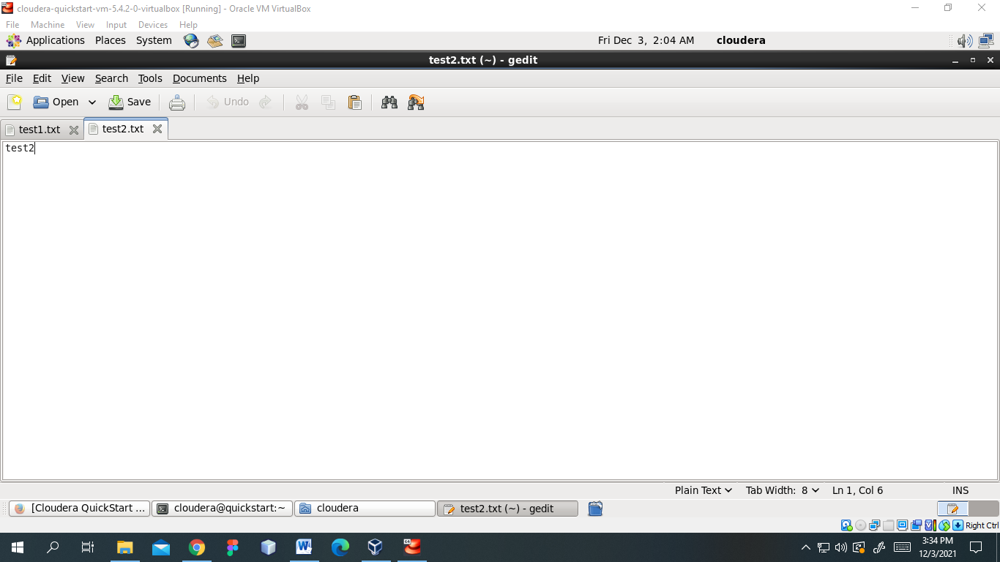 cloudera-quickstart-vm-5.4.2-0-virtualbox [Running] - Oracle VM VirtualBox
File Machine View Input Devices Help
Applications Places System Fri Dec 3, 2:04 AM cloudera
test2.txt (~) - gedit
File Edit View Search Tools Documents Help
Open Save Undo
test1.txt test2.txt
test2
Plain Text Tab Width: 8 Ln 1, Col 6 INS
[Cloudera QuickStart ... cloudera@quickstart:~ cloudera test2.txt (~) - gedit
Right Ctrl
3:34 PM
12/3/2021